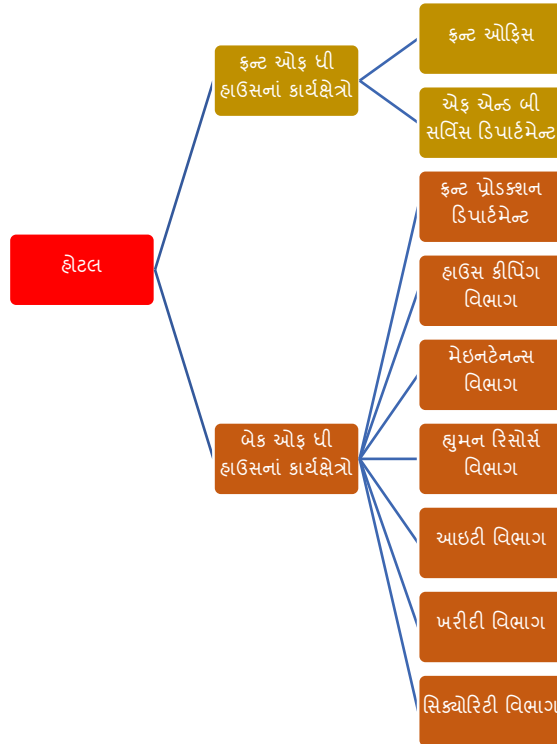 હોટલ
ફ્રન્ટ ઓફ ધી
હાઉસનાં કાર્યક્ષેત્રો
ફ્રન્ટ ઓફિસ
એફ એન્ડ બી
સર્વિસ ડિપાર્ટમેન્ટ
બેક ઓફ ધી
હાઉસનાં કાર્યક્ષેત્રો
ફ્રન્ટ પ્રોડક્શન
ડિપાર્ટમેન્ટ
હાઉસ કીપિંગ
વિભાગ
મેઇનટેનન્સ
વિભાગ
હ્યુમન રિસોર્સ
વિભાગ
આઇટી વિભાગ
ખરીદી વિભાગ
સિક્યોરિટી વિભાગ